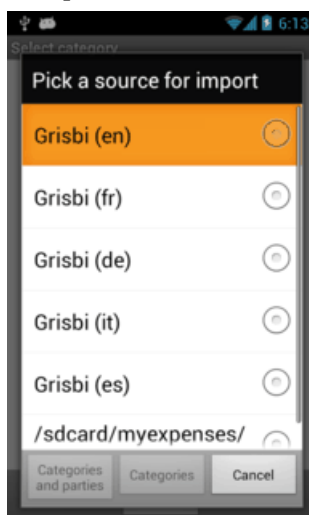 6:13
Select category
Pick a source for import
Grisbi (en)
Grisbi (fr)
Grisbi (de)
Grisbi (it)
Grisbi (es)
/sdcard/myexpenses/
Categories
and parties
Categories
Cancel